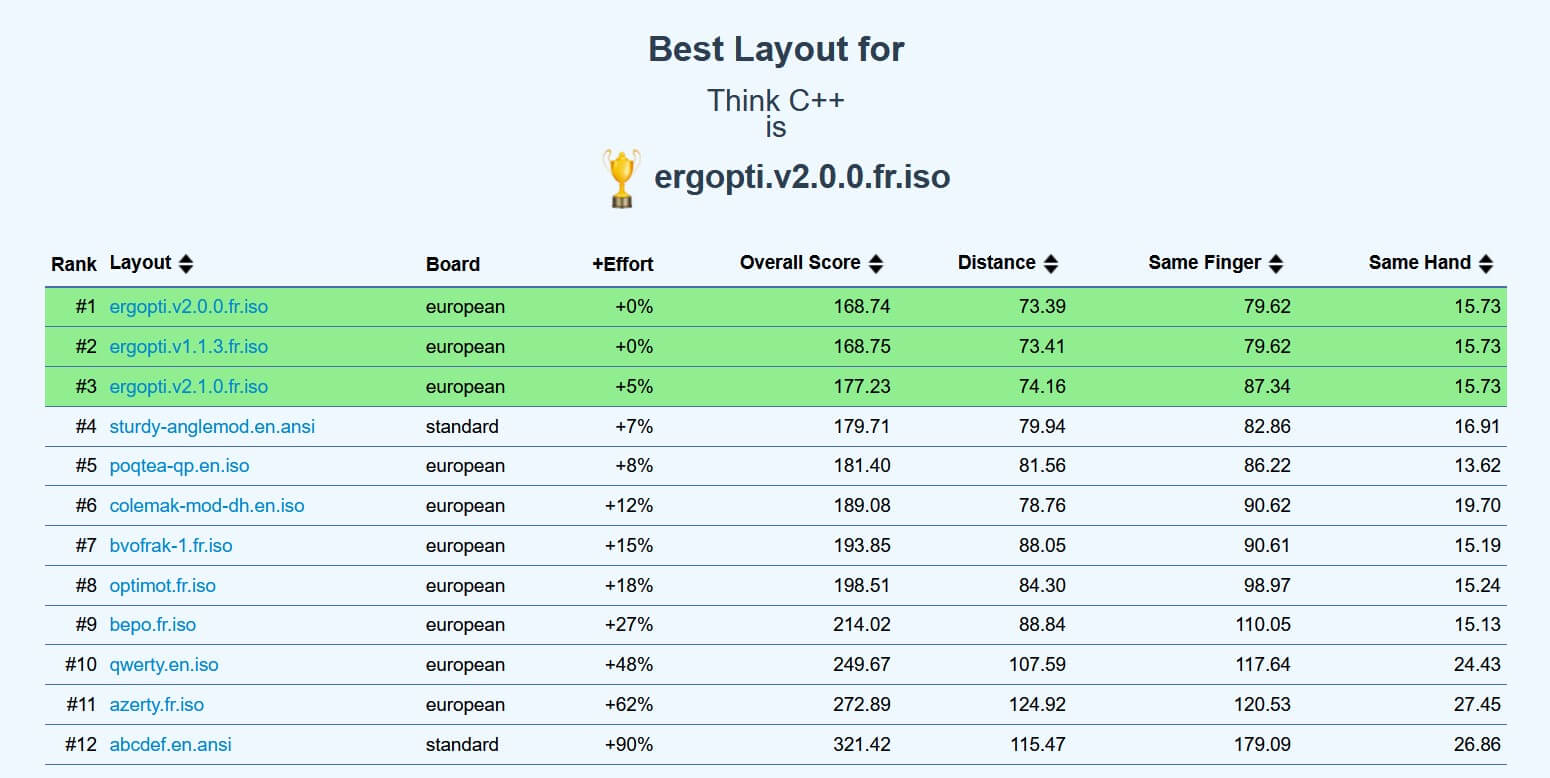 Best Layout for
Think C++
is
ergopti.v2.0.0.fr.iso
Rank Layout Board +Effort Overall Score Distance Same Finger Same Hand
#1 ergopti.v2.0.0.fr.iso european +0% 168.74 73.39 79.62 15.73
#2 ergopti.v1.1.3.fr.iso european +0% 168.75 73.41 79.62 15.73
#3 ergopti.v2.1.0.fr.iso european +5% 177.23 74.16 87.34 15.73
#4 sturdy-anglemod.en.ansi standard +7% 179.71 79.94 82.86 16.91
#5 poqtea-qp.en.iso european +8% 181.40 81.56 86.22 13.62
#6 colemak-mod-dh.en.iso european +12% 189.08 78.76 90.62 19.70
#7 bvofrak-1.fr.iso european +15% 193.85 88.05 90.61 15.19
#8 optimot.fr.iso european +18% 198.51 84.30 98.97 15.24
#9 bepo.fr.iso european +27% 214.02 88.84 110.05 15.13
#10 qwerty.en.iso european +48% 249.67 107.59 117.64 24.43
#11 azerty.fr.iso european +62% 272.89 124.92 120.53 27.45
#12 abcdef.en.ansi standard +90% 321.42 115.47 179.09 26.86